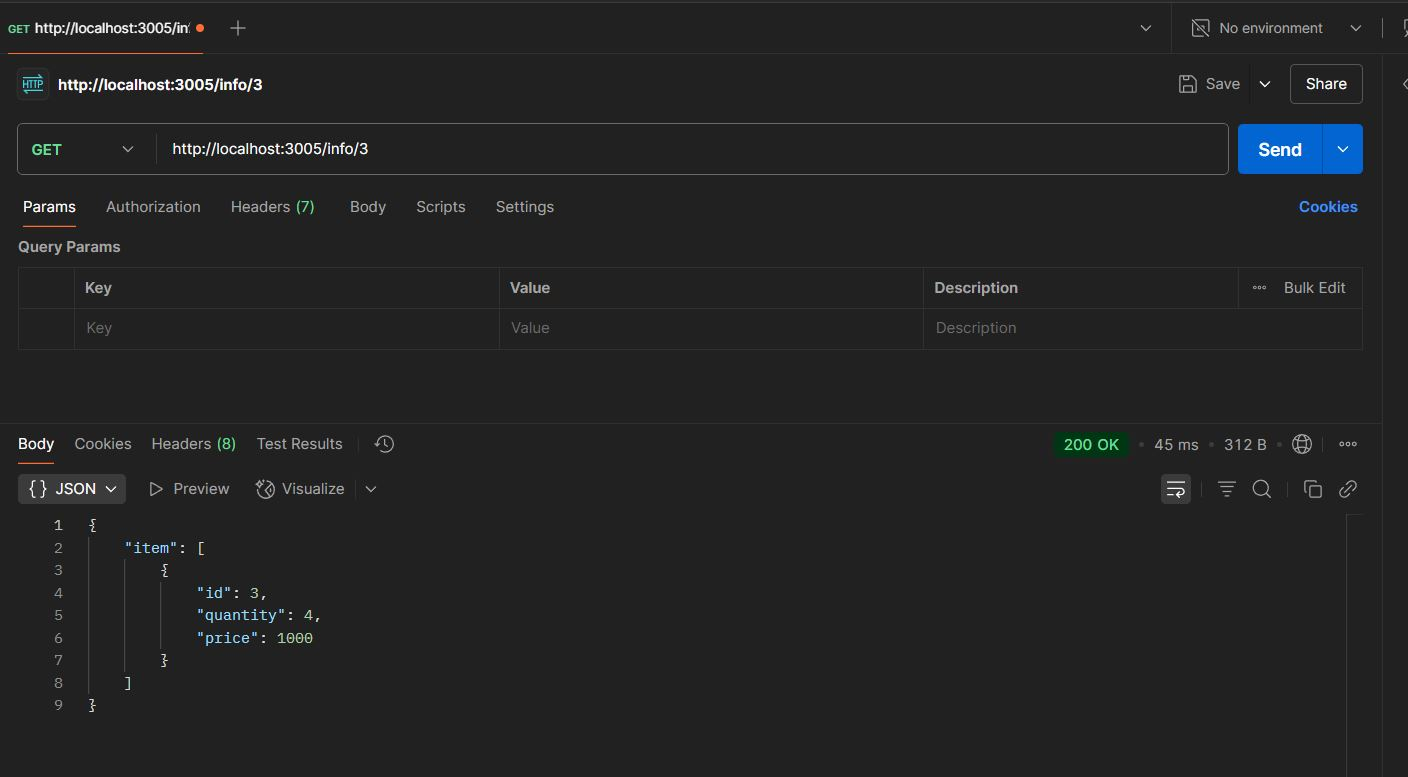 GET http://localhost:3005/in
No environment
HTTP http://localhost:3005/info/3
Save
Share
GET http://localhost:3005/info/3
Send
Params Authorization Headers (7) Body Scripts Settings
Cookies
Query Params
Key Value Description Bulk Edit
Key Value Description
Body Cookies Headers (8) Test Results
200 OK • 45 ms • 312 B •
{} JSON Preview Visualize
1 {
2 "item": [
3 {
4 "id": 3,
5 "quantity": 4,
6 "price": 1000
7 }
8 ]
9 }